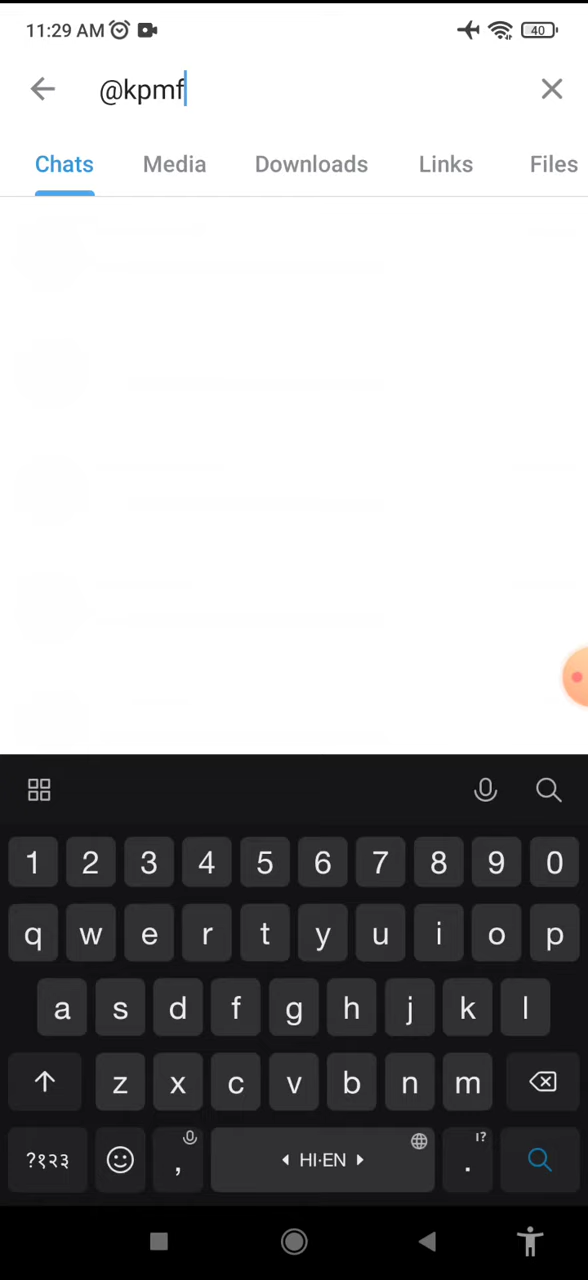 11:29 AM 40
@kpmf
Chats Media Downloads Links Files
1 2 3 4 5 6 7 8 9 0
q w e r t y u i o p
a s d f g h j k l
z x c v b n m
?१२३ , HI·EN . !?